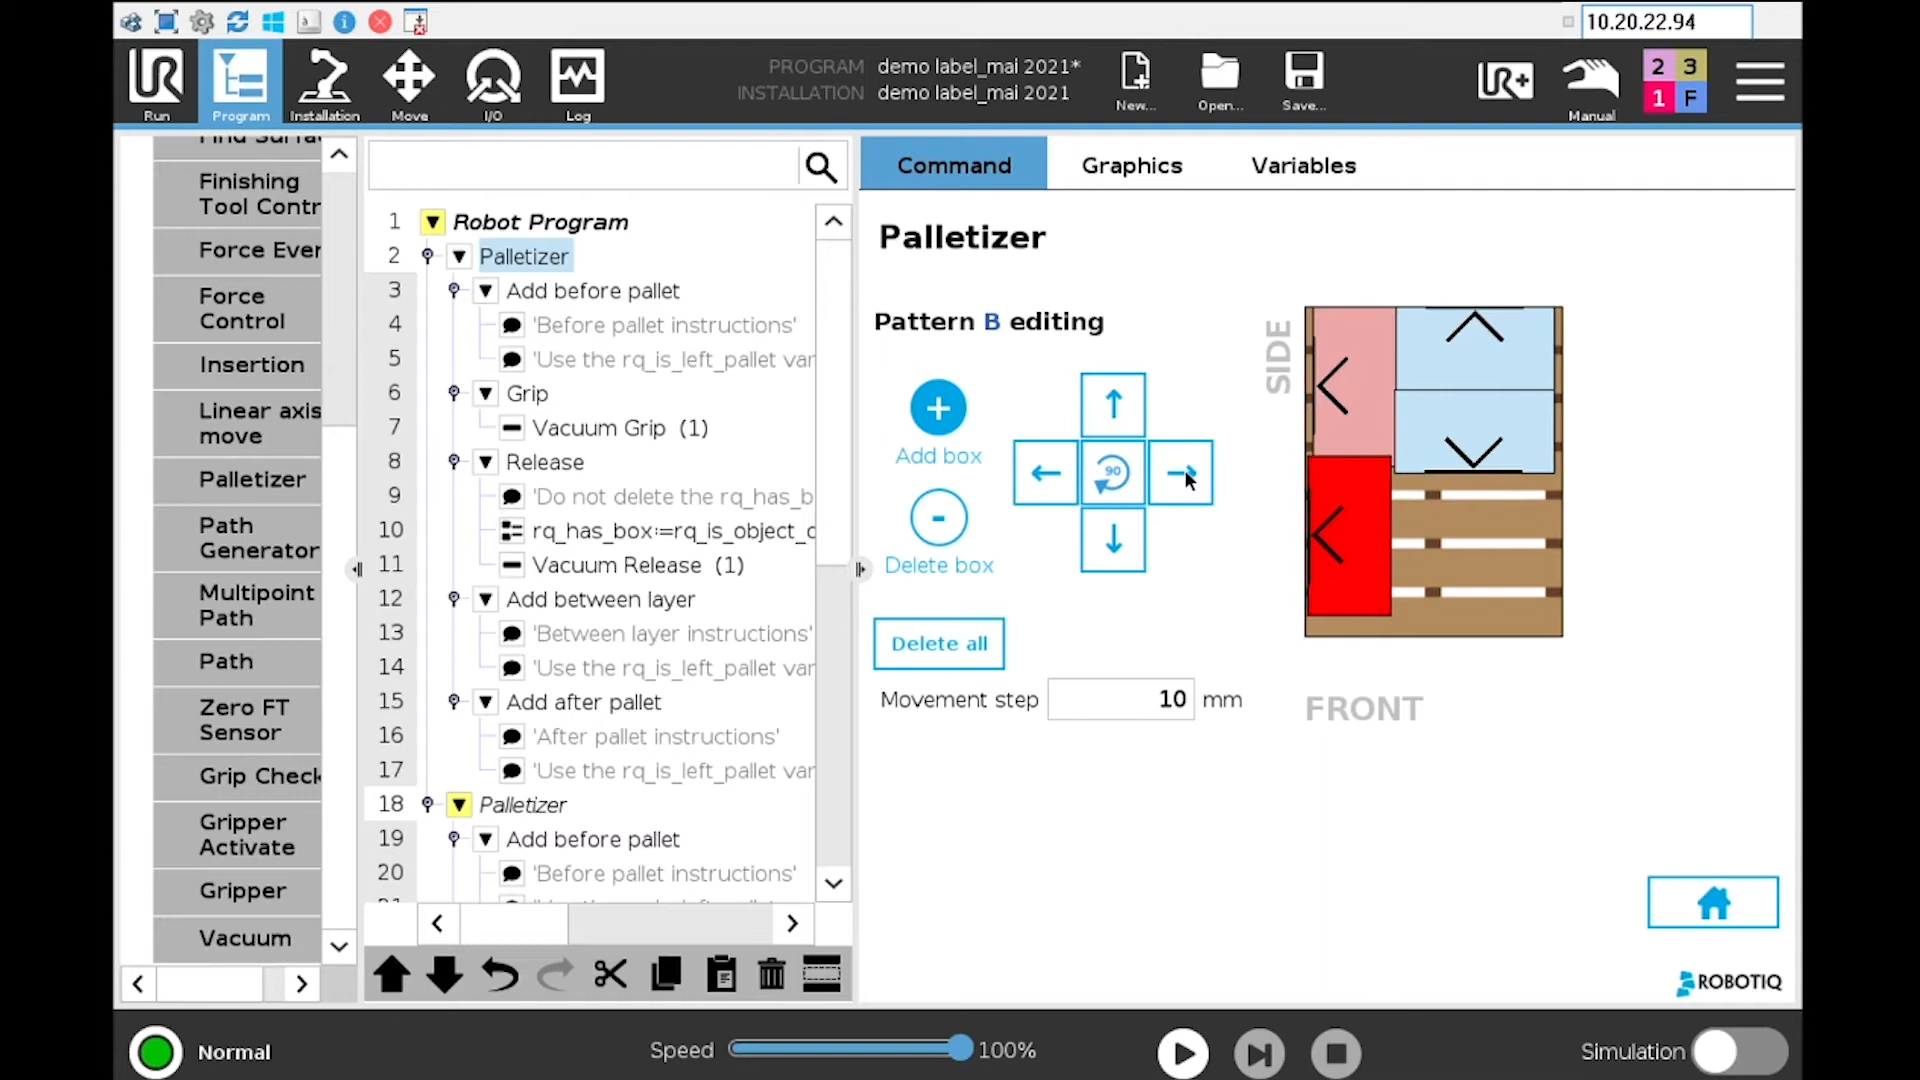 10.20.22.94
Run
Program
Installation
Move
I/O
Log
PROGRAM demo label_mai 2021*
INSTALLATION demo label_mai 2021
New...
Open...
Save...
UR+
Manual
2 3
1 F
Finishing
Tool Contr
Force Ever
Force
Control
Insertion
Linear axis
move
Palletizer
Path
Generator
Multipoint
Path
Path
Zero FT
Sensor
Grip Check
Gripper
Activate
Gripper
Vacuum
1 Robot Program
2 Palletizer
3 Add before pallet
4 'Before pallet instructions'
5 'Use the rq_is_left_pallet var
6 Grip
7 Vacuum Grip (1)
8 Release
9 'Do not delete the rq_has_b
10 rq_has_box:=rq_is_object_d
11 Vacuum Release (1)
12 Add between layer
13 'Between layer instructions'
14 'Use the rq_is_left_pallet var
15 Add after pallet
16 'After pallet instructions'
17 'Use the rq_is_left_pallet var
18 Palletizer
19 Add before pallet
20 'Before pallet instructions'
Command
Graphics
Variables
Palletizer
Pattern B editing
Add box
Delete box
90
Delete all
Movement step 10 mm
SIDE
FRONT
ROBOTIQ
Normal
Speed
100%
Simulation